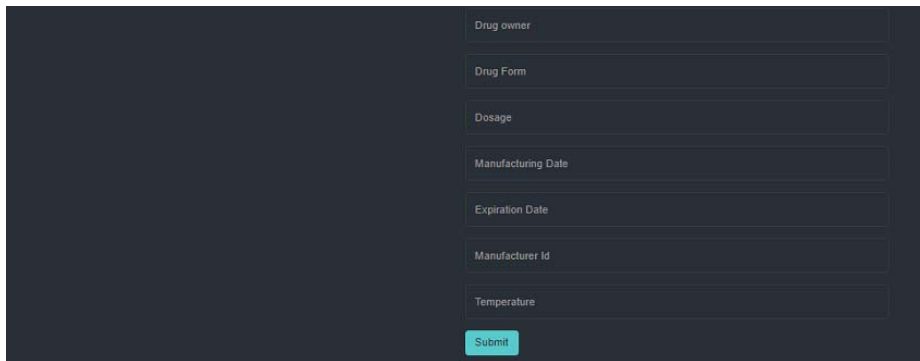 Drug owner
Drug Form
Dosage
Manufacturing Date
Expiration Date
Manufacturer Id
Temperature
Submit